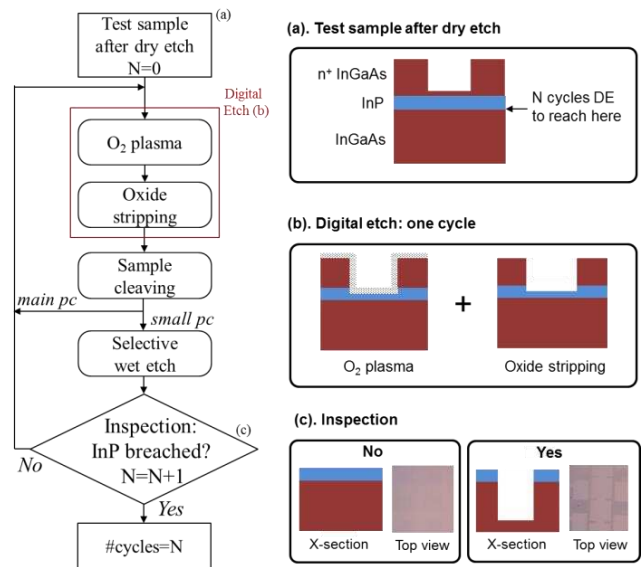 Test sample
after dry etch
N=0
(a)
Digital
Etch (b)
O₂ plasma
Oxide
stripping
Sample
cleaving
main pc
small pc
Selective
wet etch
Inspection:
InP breached?
N=N+1
(c)
No
Yes
#cycles=N
(a). Test sample after dry etch
n⁺ InGaAs
InP
InGaAs
N cycles DE
to reach here
(b). Digital etch: one cycle
+
O₂ plasma
Oxide stripping
(c). Inspection
No
X-section
Top view
Yes
X-section
Top view